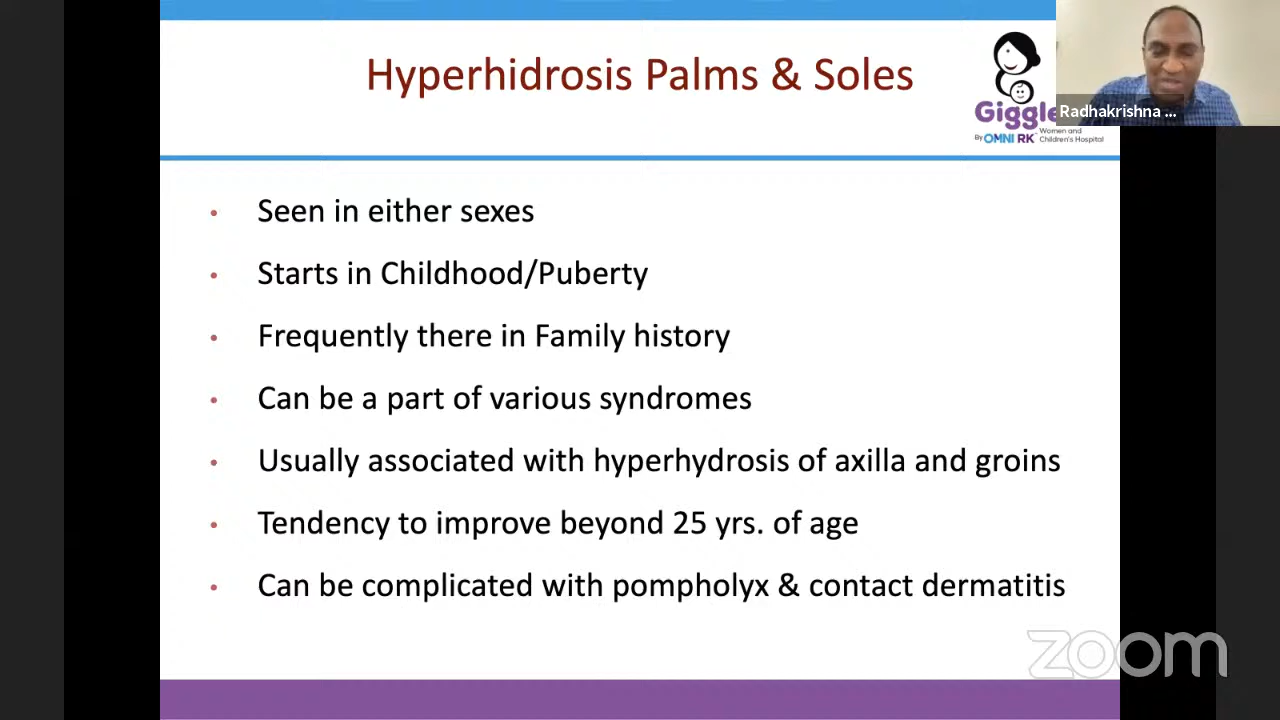 Hyperhidrosis Palms & Soles
Giggle
By OMNI RK Women and Children's Hospital
Radhakrishna ...
• Seen in either sexes
• Starts in Childhood/Puberty
• Frequently there in Family history
• Can be a part of various syndromes
• Usually associated with hyperhydrosis of axilla and groins
• Tendency to improve beyond 25 yrs. of age
• Can be complicated with pompholyx & contact dermatitis
zoom